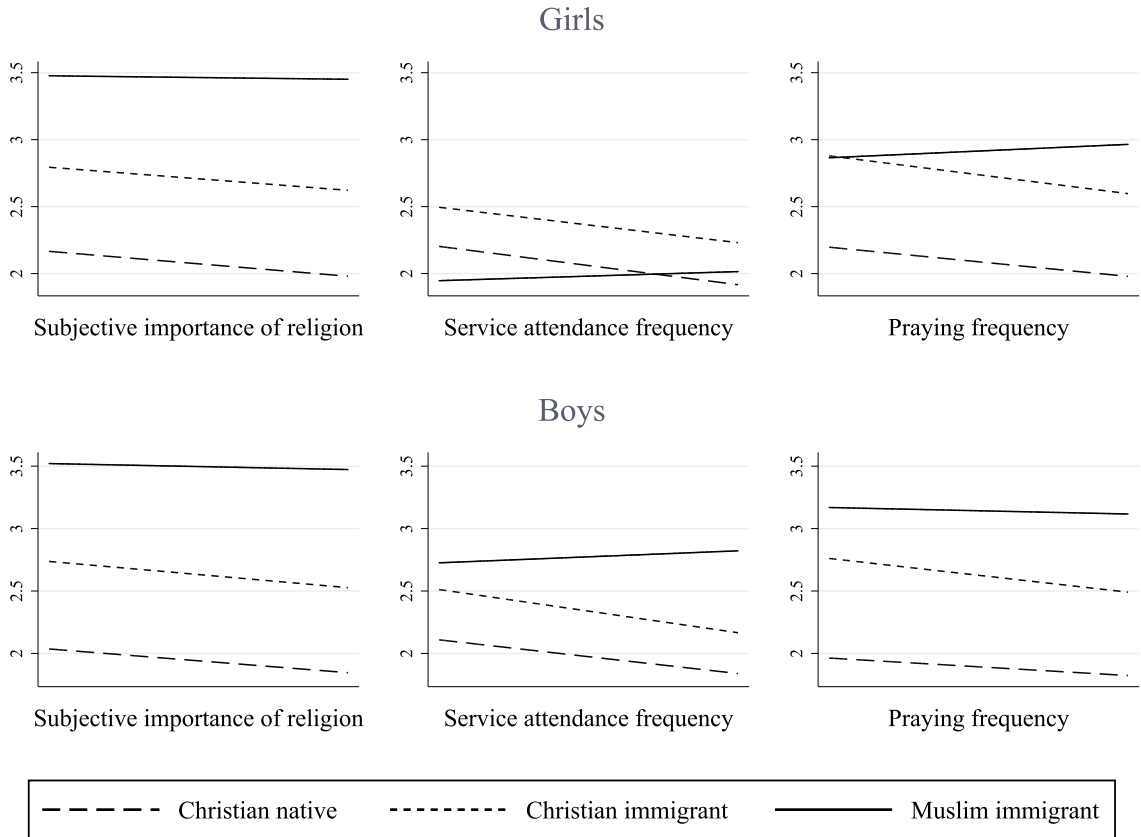 Girls
3.5
3
2.5
2
Subjective importance of religion
3.5
3
2.5
2
Service attendance frequency
3.5
3
2.5
2
Praying frequency
Boys
3.5
3
2.5
2
Subjective importance of religion
3.5
3
2.5
2
Service attendance frequency
3.5
3
2.5
2
Praying frequency
Christian native Christian immigrant Muslim immigrant